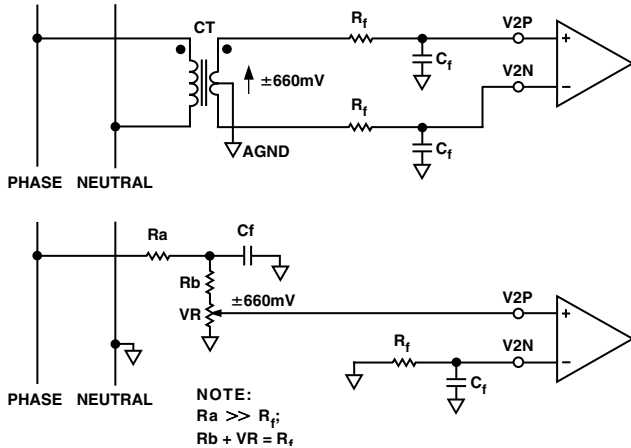 CT
R_f
V2P
+
C_f
±660mV
V2N
−
R_f
C_f
AGND
PHASE NEUTRAL
Ra
Cf
Rb
±660mV
VR
V2P
+
R_f
V2N
−
C_f
PHASE NEUTRAL
NOTE:
Ra >> R_f;
Rb + VR = R_f